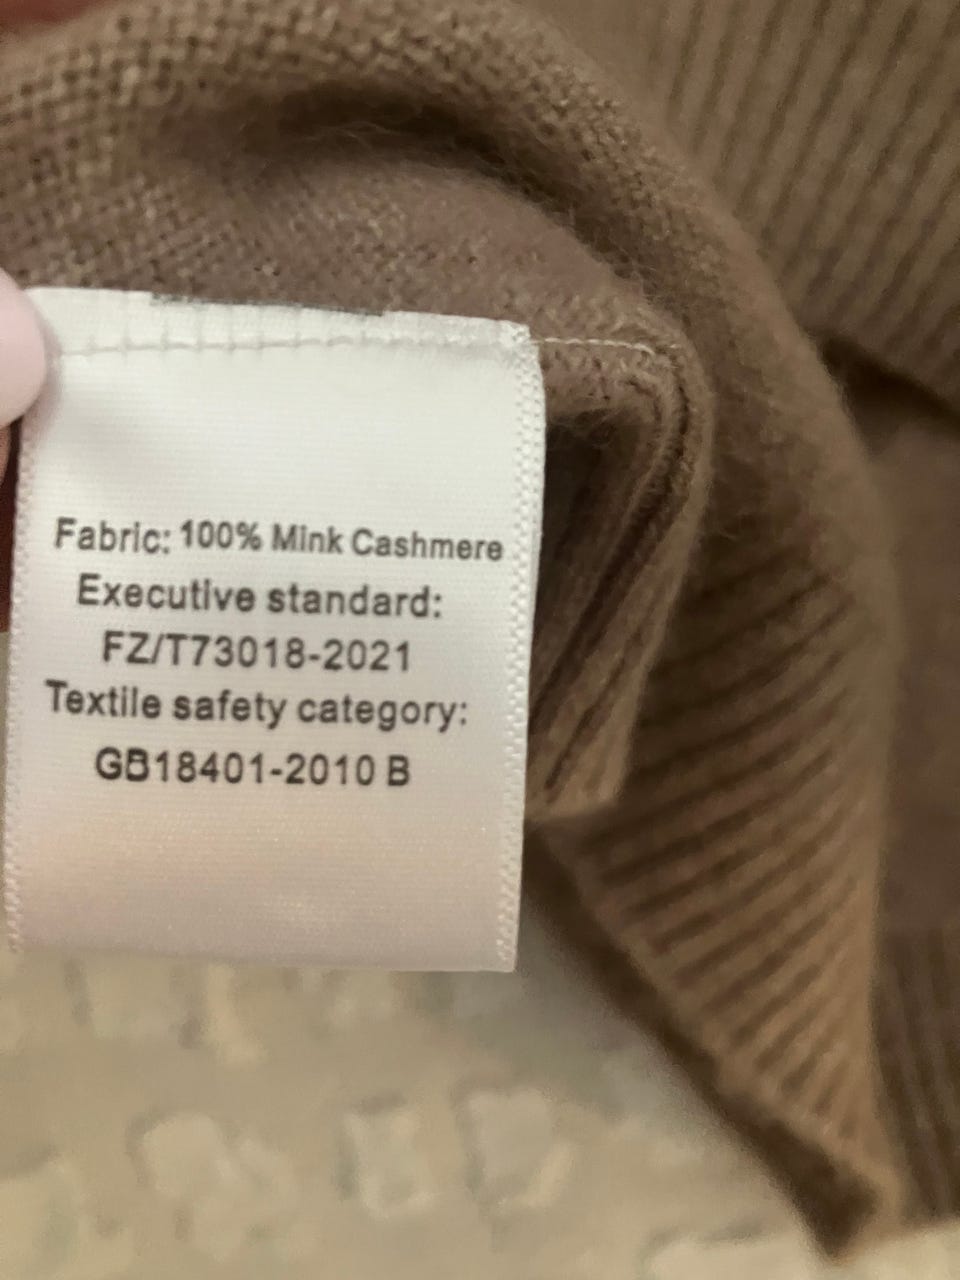 Fabric: 100% Mink Cashmere
Executive standard:
FZ/T73018-2021
Textile safety category:
GB18401-2010 B